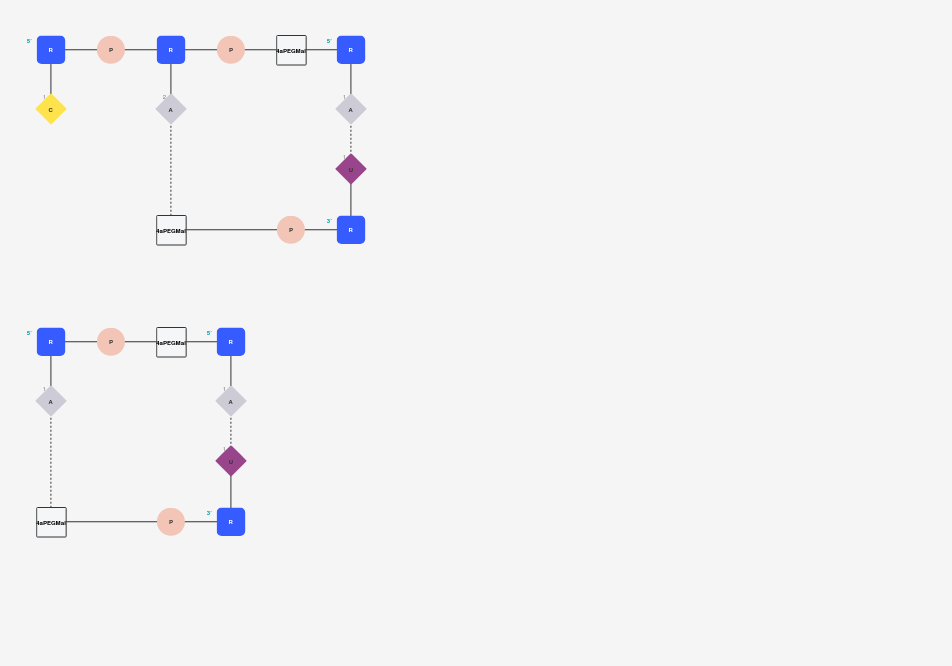 5' R P R P 4aPEGMal 5' R
1 C 2 A 1 A
1 U
4aPEGMal P 3' R
5' R P 4aPEGMal 5' R
1 A 1 A
1 U
4aPEGMal P 3' R